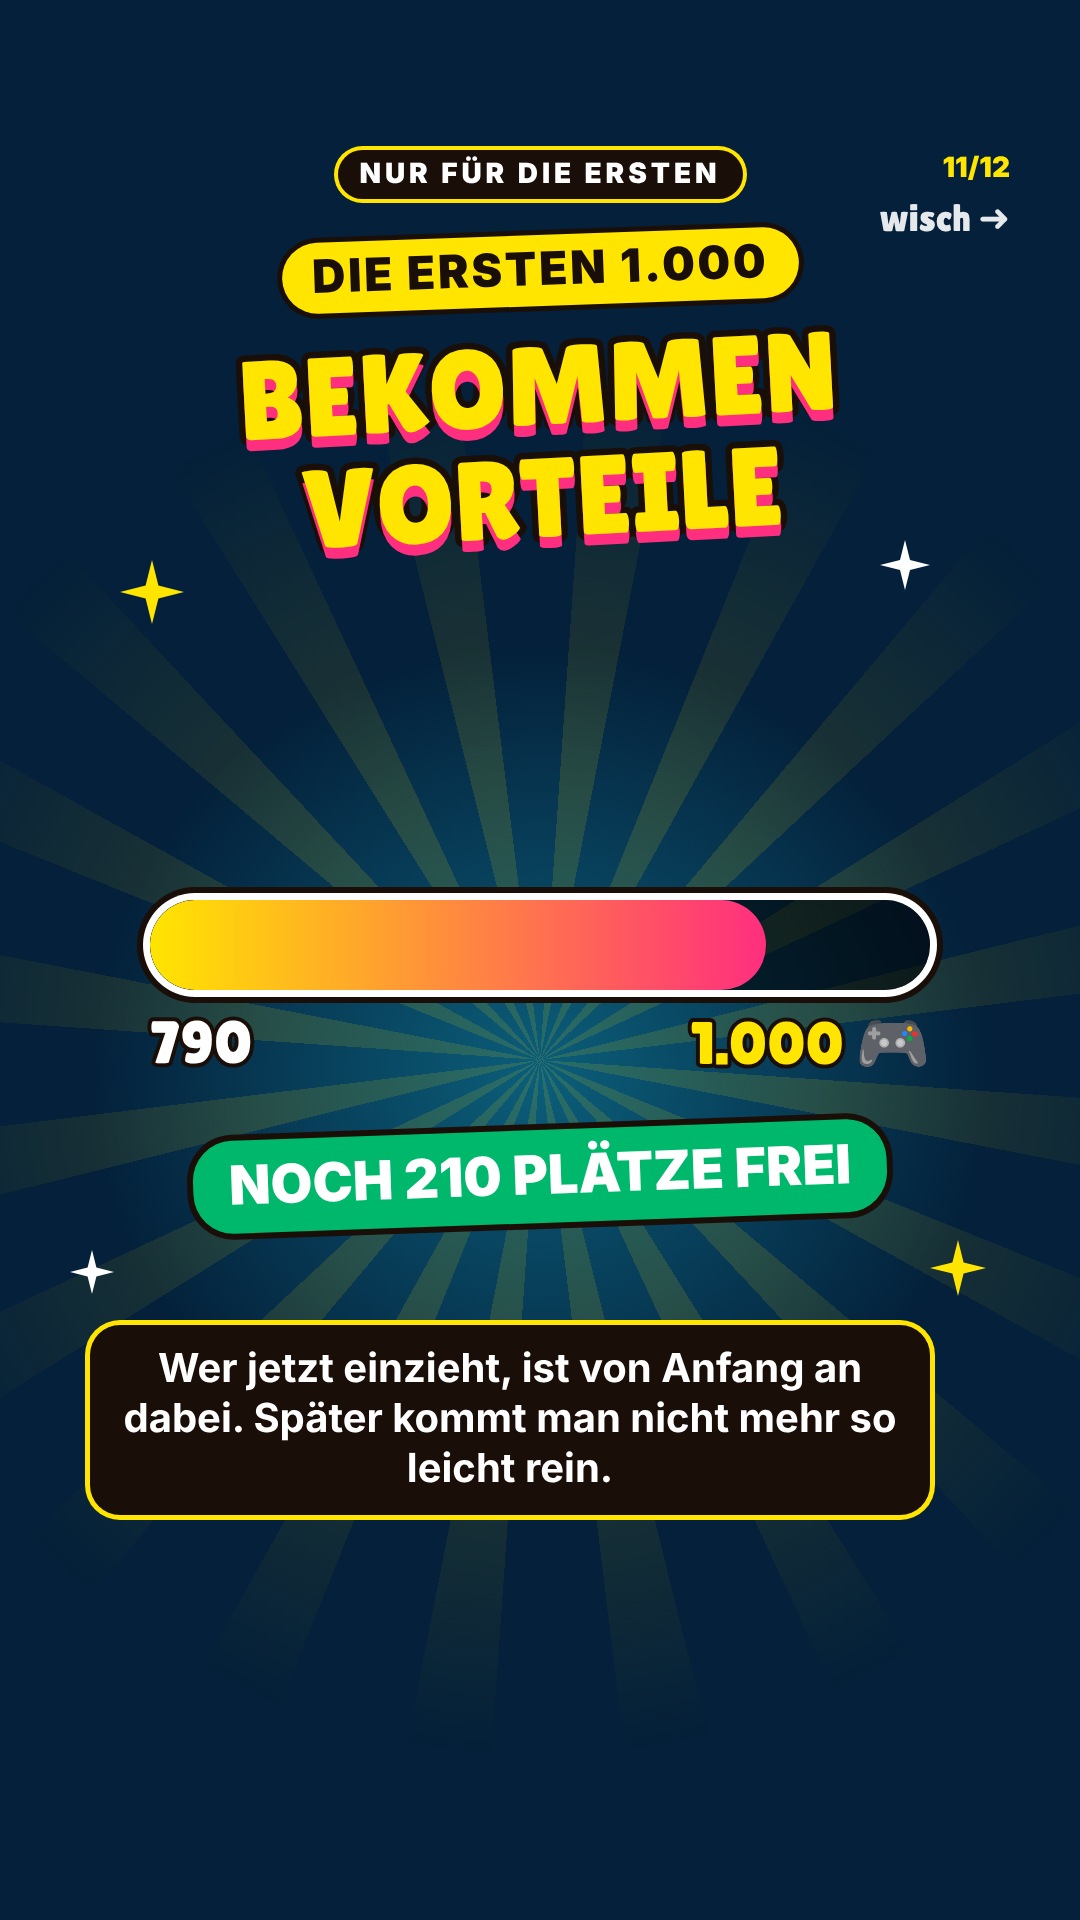 NUR FÜR DIE ERSTEN
11/12
wisch →
DIE ERSTEN 1.000
BEKOMMEN
VORTEILE
790
1.000 🎮
NOCH 210 PLÄTZE FREI
Wer jetzt einzieht, ist von Anfang an
dabei. Später kommt man nicht mehr so
leicht rein.